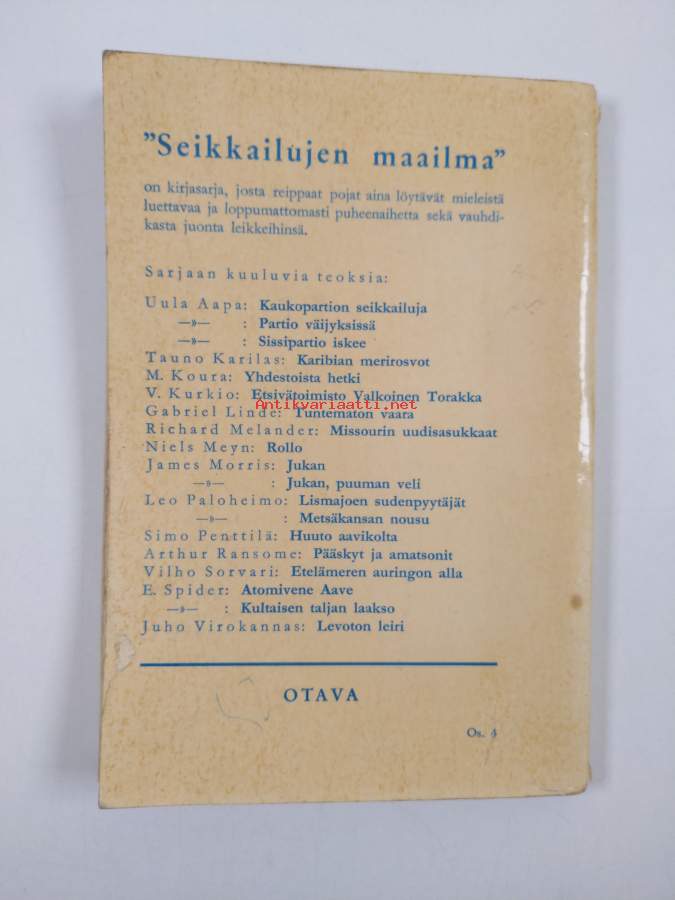 "Seikkailujen maailma"
on kirjasarja, josta reippaat pojat aina löytävät mieleistä
luettavaa ja loppumattomasti puheenaihetta sekä vauhdi-
kasta juonta leikkeihinsä.
Sarjaan kuuluvia teoksia:
Uula Aapa: Kaukopartion seikkailuja
—»— : Partio väijyksissä
—»— : Sissipartio iskee
Tauno Karilas: Karibian merirosvot
M. Koura: Yhdestoista hetki
V. Kurkio: Etsivätoimisto Valkoinen Torakka
Antikvariaatti.net
Gabriel Linde: Tuntematon vaara
Richard Melander: Missourin uudisasukkaat
Niels Meyn: Rollo
James Morris: Jukan
—»— : Jukan, puuman veli
Leo Paloheimo: Lismajoen sudenpyytäjät
—»— : Metsäkansan nousu
Simo Penttilä: Huuto aavikolta
Arthur Ransome: Pääskyt ja amatsonit
Vilho Sorvari: Etelämeren auringon alla
E. Spider: Atomivene Aave
—»— : Kultaisen taljan laakso
Juho Virokannas: Levoton leiri
OTAVA
Os. 4